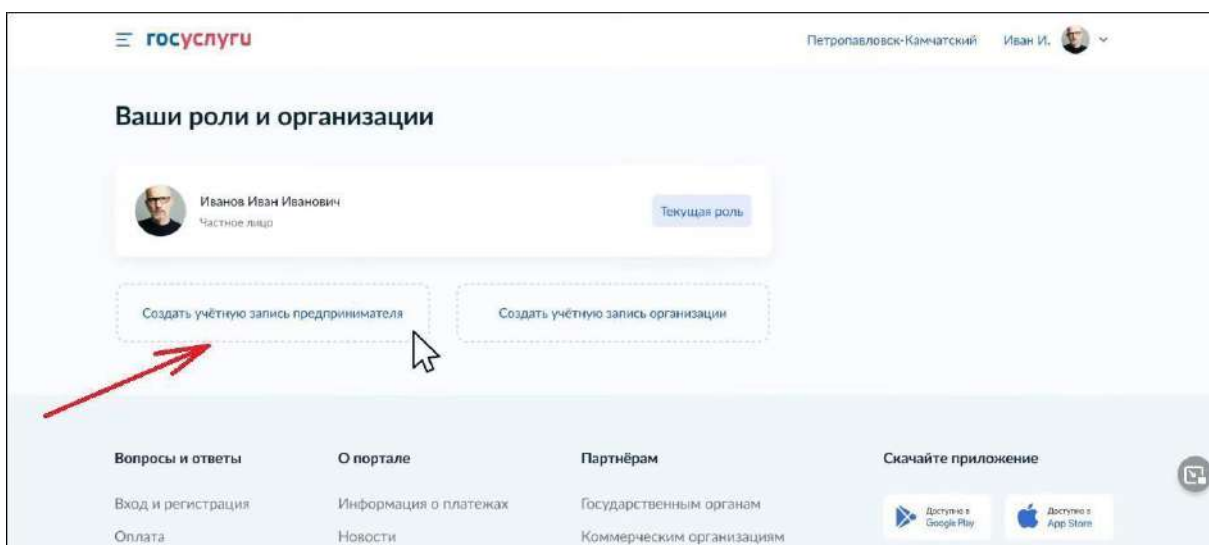 госуслуги
Петропавловск-Камчатский Иван И.
Ваши роли и организации
Иванов Иван Иванович
Частное лицо
Текущая роль
Создать учётную запись предпринимателя
Создать учётную запись организации
Вопросы и ответы
О портале
Партнёрам
Скачайте приложение
Вход и регистрация
Информация о платежах
Государственным органам
Доступно в
Google Play
Доступно в
App Store
Оплата
Новости
Коммерческим организациям